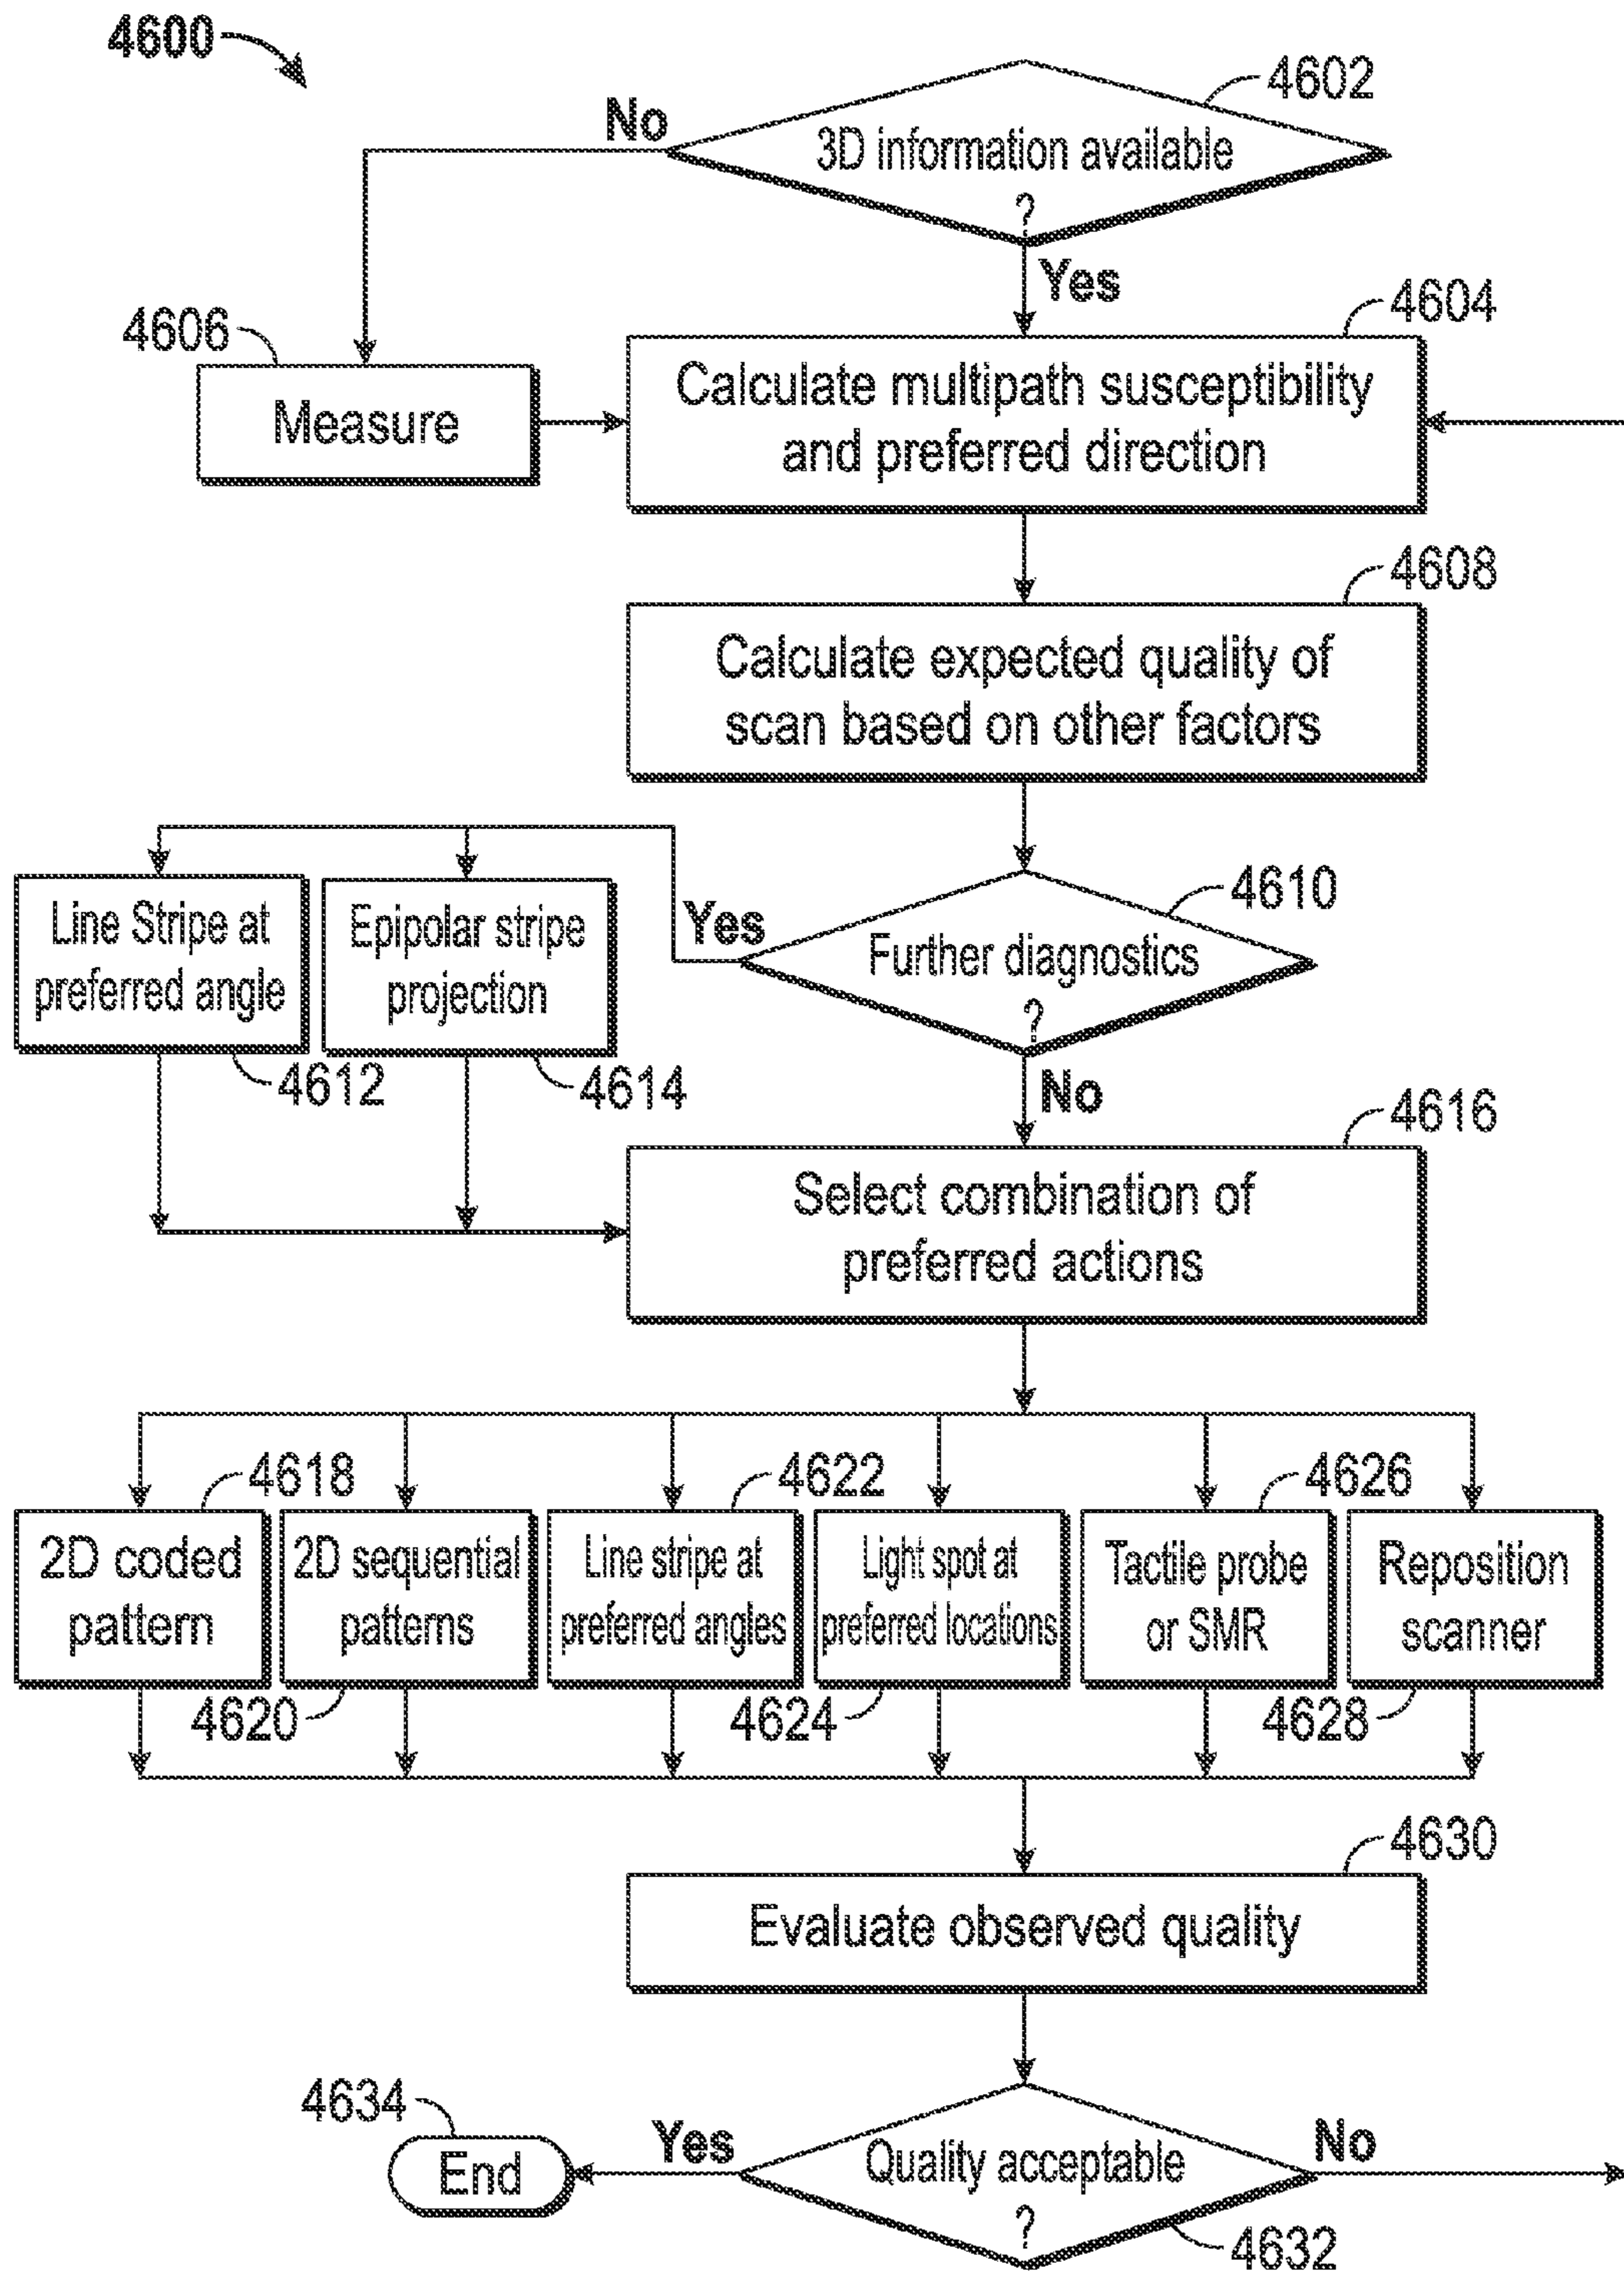 4600
4602
No
3D information available
?
Yes
4604
4606
Measure
Calculate multipath susceptibility
and preferred direction
4608
Calculate expected quality of
scan based on other factors
4610
Line Stripe at
preferred angle
Epipolar stripe
projection
Yes
Further diagnostics
?
4612
4614
No
4616
Select combination of
preferred actions
4618
4622
4626
2D coded
pattern
2D sequential
patterns
Line stripe at
preferred angles
Light spot at
preferred locations
Tactile probe
or SMR
Reposition
scanner
4620
4624
4628
4630
Evaluate observed quality
4634
End
Yes
Quality acceptable
?
No
4632